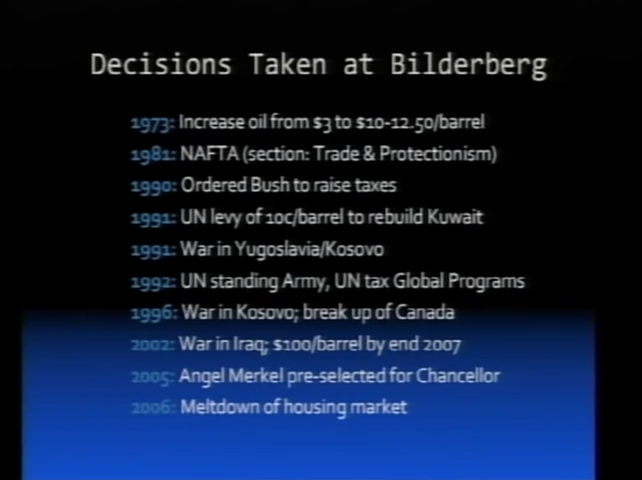 Decisions Taken at Bilderberg
1973: Increase oil from $3 to $10-12.50/barrel
1981: NAFTA (section: Trade & Protectionism)
1990: Ordered Bush to raise taxes
1991: UN levy of 10c/barrel to rebuild Kuwait
1991: War in Yugoslavia/Kosovo
1992: UN standing Army, UN tax Global Programs
1996: War in Kosovo; break up of Canada
2002: War in Iraq; $100/barrel by end 2007
2005: Angel Merkel pre-selected for Chancellor
2006: Meltdown of housing market